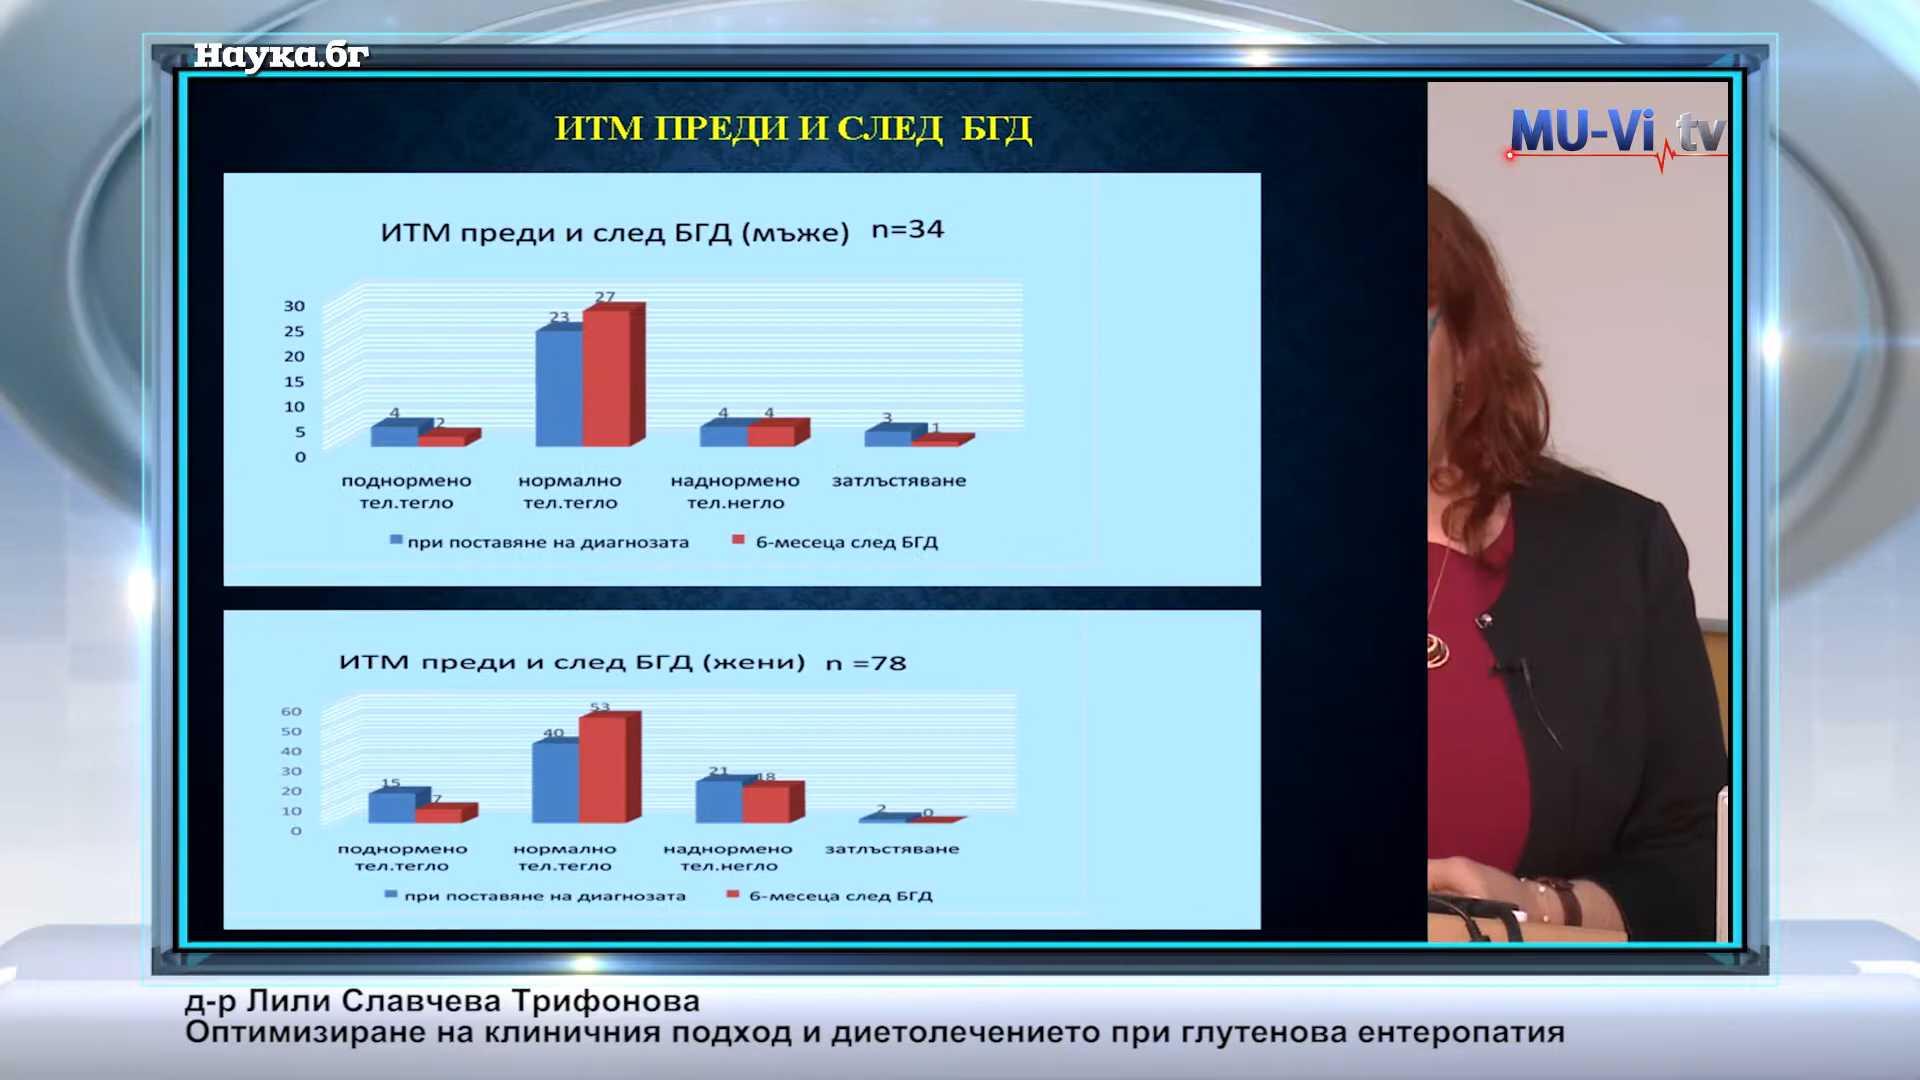 Наука.бг
MU-Vi tv
ИТМ ПРЕДИ И СЛЕД БГД
ИТМ преди и след БГД (мъже) n=34
30
25
20
15
10
5
0
4
2
23
27
4
4
3
1
поднормено
тел.тегло
нормално
тел.тегло
наднормено
тел.негло
затлъстяване
при поставяне на диагнозата
6-месеца след БГД
ИТМ преди и след БГД (жени) n =78
60
50
40
30
20
10
0
15
7
40
53
21
18
2
0
поднормено
тел.тегло
нормално
тел.тегло
наднормено
тел.негло
затлъстяване
при поставяне на диагнозата
6-месеца след БГД
д-р Лили Славчева Трифонова
Оптимизиране на клиничния подход и диетолечението при глутенова ентеропатия